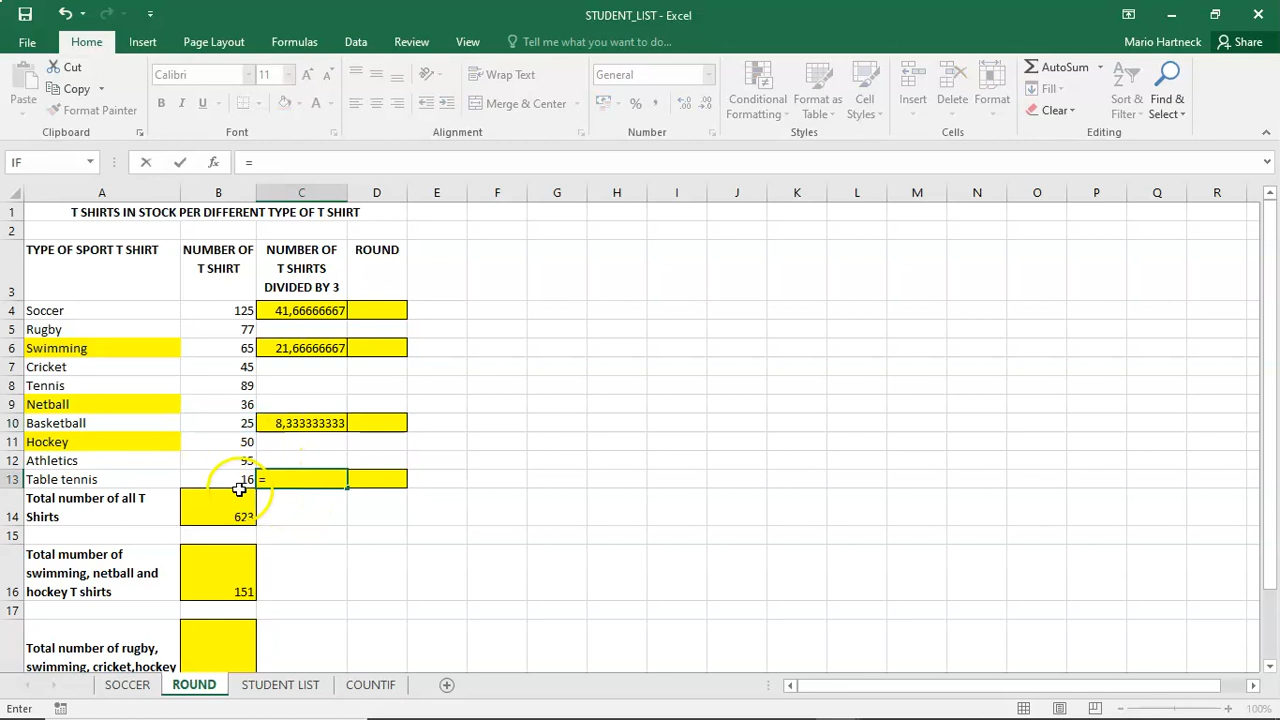 STUDENT_LIST - Excel
File Home Insert Page Layout Formulas Data Review View Tell me what you want to do... Mario Hartneck Share
Paste Cut Copy Format Painter Clipboard
Calibri 11 A A B I U A Font
Wrap Text Merge & Center Alignment
General % Number
Conditional Formatting Format as Table Cell Styles Styles
Insert Delete Format Cells
AutoSum Fill Clear Sort & Filter Find & Select Editing
IF fx =
A B C D E F G H I J K L M N O P Q R
1 T SHIRTS IN STOCK PER DIFFERENT TYPE OF T SHIRT
2
3 TYPE OF SPORT T SHIRT NUMBER OF T SHIRT NUMBER OF T SHIRTS DIVIDED BY 3 ROUND
4 Soccer 125 41,66666667
5 Rugby 77
6 Swimming 65 21,66666667
7 Cricket 45
8 Tennis 89
9 Netball 36
10 Basketball 25 8,333333333
11 Hockey 50
12 Athletics 95
13 Table tennis 16 =
14 Total number of all T Shirts 623
15
16 Total mumber of swimming, netball and hockey T shirts 151
17
Total number of rugby,
swimming, cricket,hockey
SOCCER ROUND STUDENT LIST COUNTIF
Enter 100%